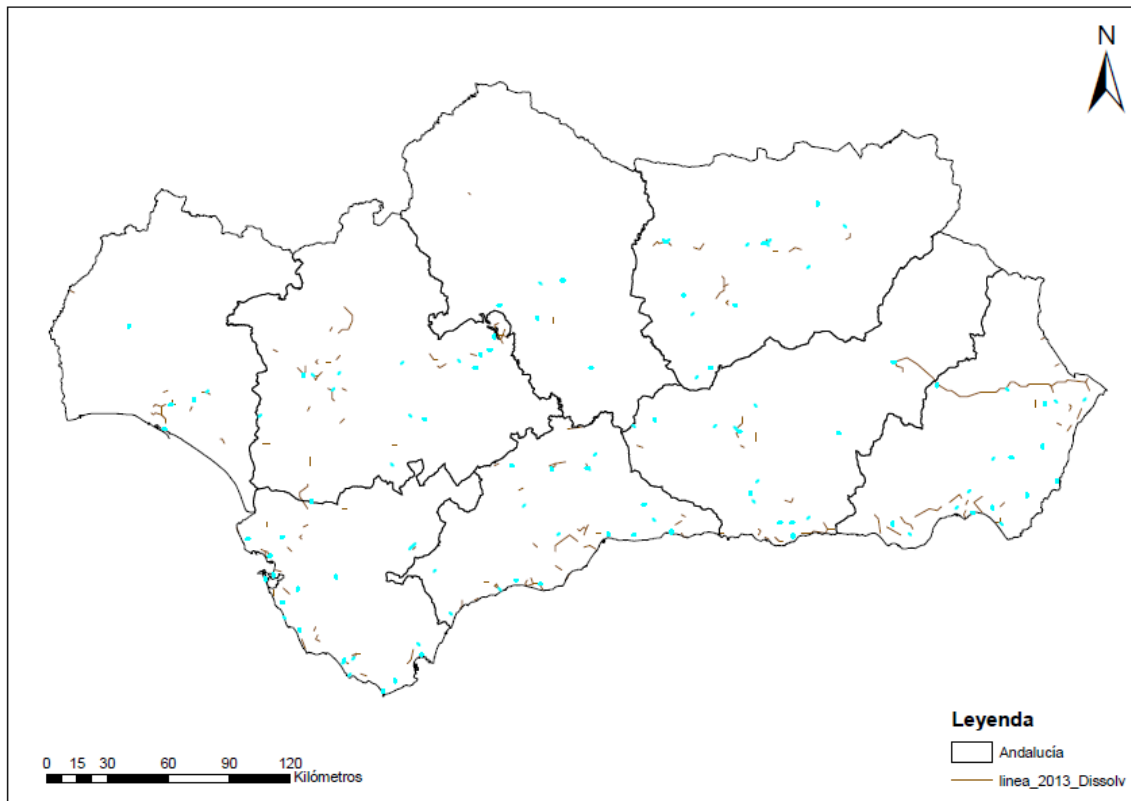 N
Leyenda
Andalucía
linea_2013_Dissolv
0 15 30 60 90 120
Kilómetros